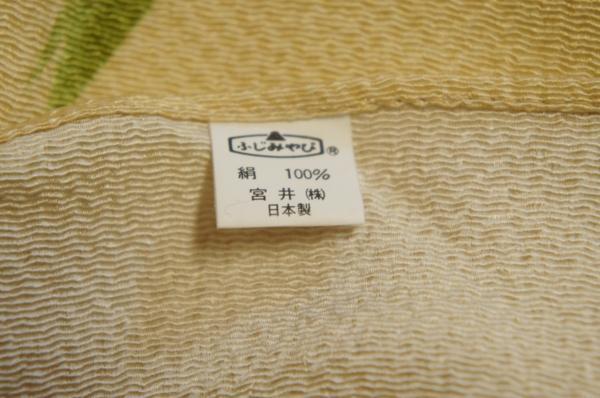 ふじみやび®
絹 100%
宮井(株)
日本製